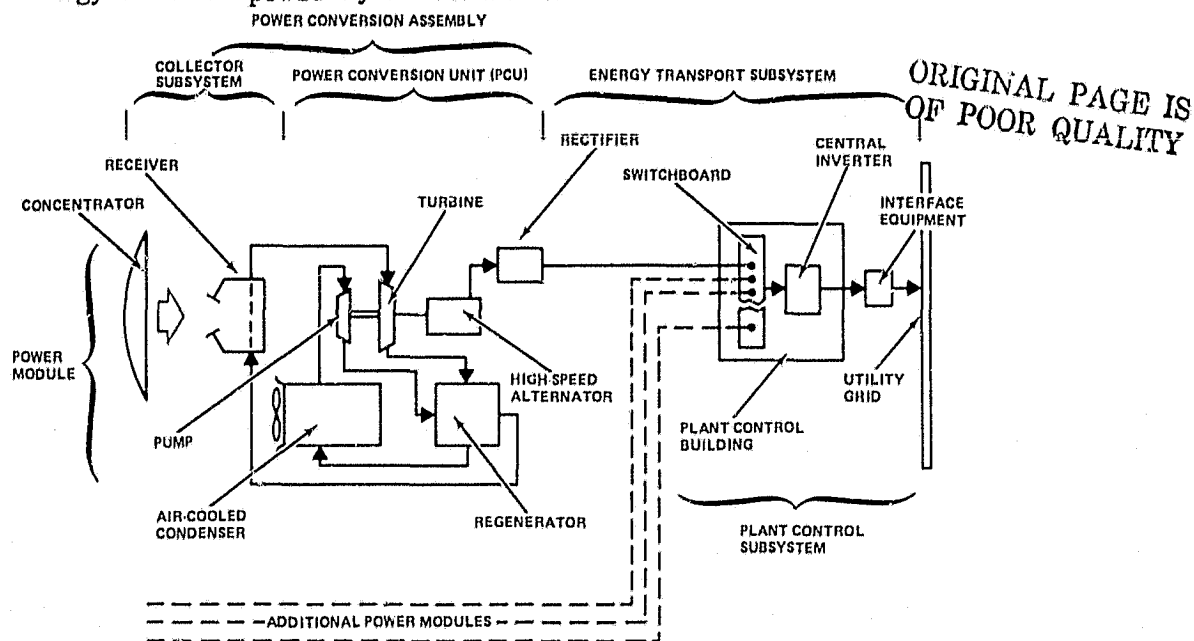 POWER CONVERSION ASSEMBLY
COLLECTOR
SUBSYSTEM
POWER CONVERSION UNIT (PCU)
ENERGY TRANSPORT SUBSYSTEM
ORIGINAL PAGE IS
OF POOR QUALITY
RECEIVER
RECTIFIER
CENTRAL
INVERTER
SWITCHBOARD
CONCENTRATOR
TURBINE
INTERFACE
EQUIPMENT
POWER
MODULE
HIGH-SPEED
ALTERNATOR
UTILITY
GRID
PUMP
PLANT CONTROL
BUILDING
AIR-COOLED
CONDENSER
REGENERATOR
PLANT CONTROL
SUBSYSTEM
ADDITIONAL POWER MODULES